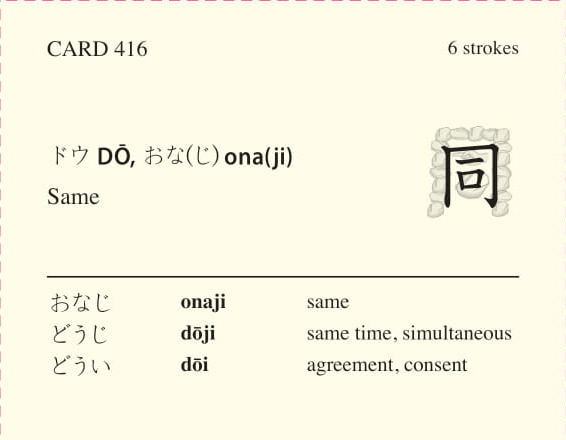 CARD 416 6 strokes
ドウ DŌ, おな(じ) ona(ji)
Same
同
おなじ onaji same
どうじ dōji same time, simultaneous
どうい dōi agreement, consent